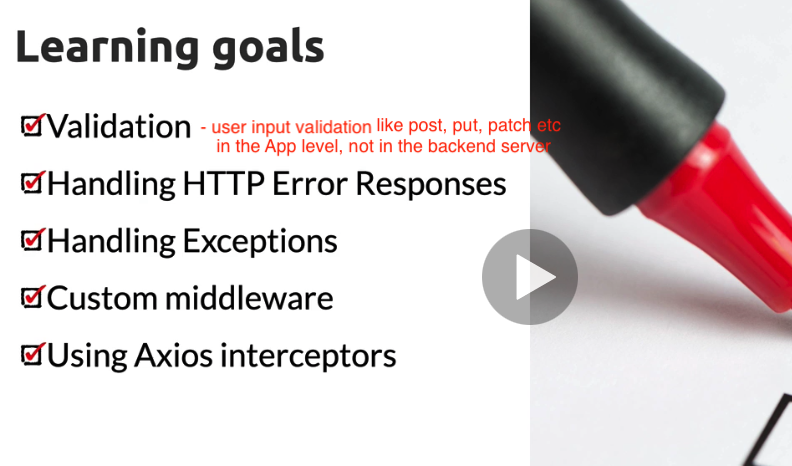 Learning goals
Validation - user input validation like post, put, patch etc
in the App level, not in the backend server
Handling HTTP Error Responses
Handling Exceptions
Custom middleware
Using Axios interceptors